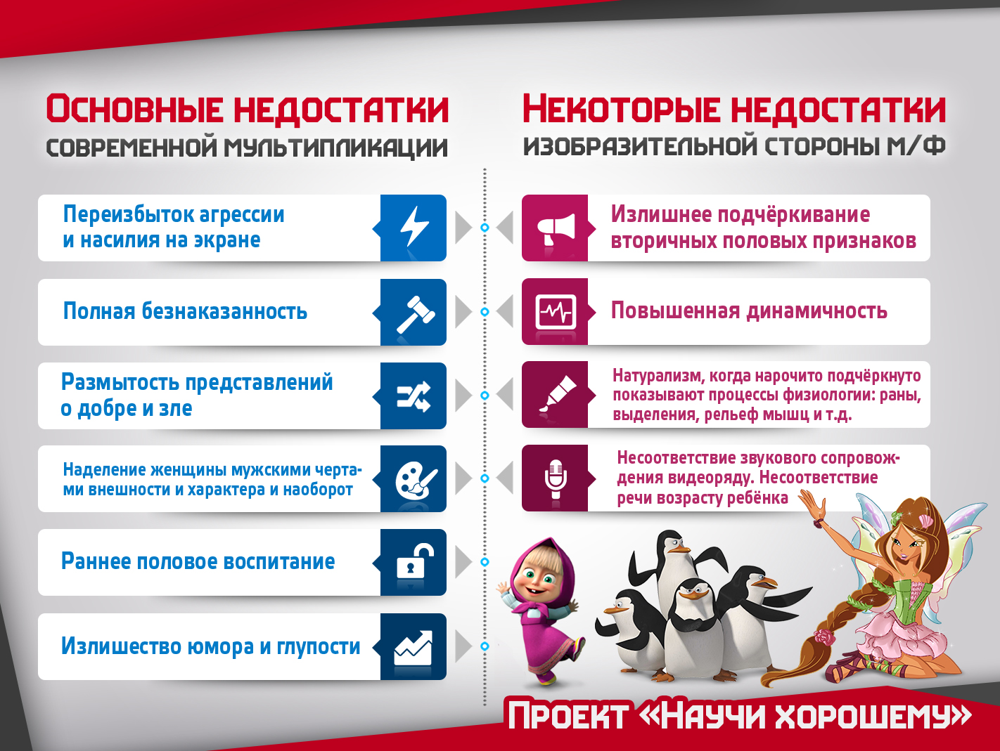 Основные недостатки
современной мультипликации
Переизбыток агрессии
и насилия на экране
Полная безнаказанность
Размытость представлений
о добре и зле
Наделение женщины мужскими черта-
ми внешности и характера и наоборот
Раннее половое воспитание
Излишество юмора и глупости
Некоторые недостатки
изобразительной стороны м/ф
Излишнее подчёркивание
вторичных половых признаков
Повышенная динамичность
Натурализм, когда нарочито подчёркнуто
показывают процессы физиологии: раны,
выделения, рельеф мышц и т.д.
Несоответствие звукового сопровож-
дения видеоряду. Несоответствие
речи возрасту ребёнка
Проект «Научи хорошему»